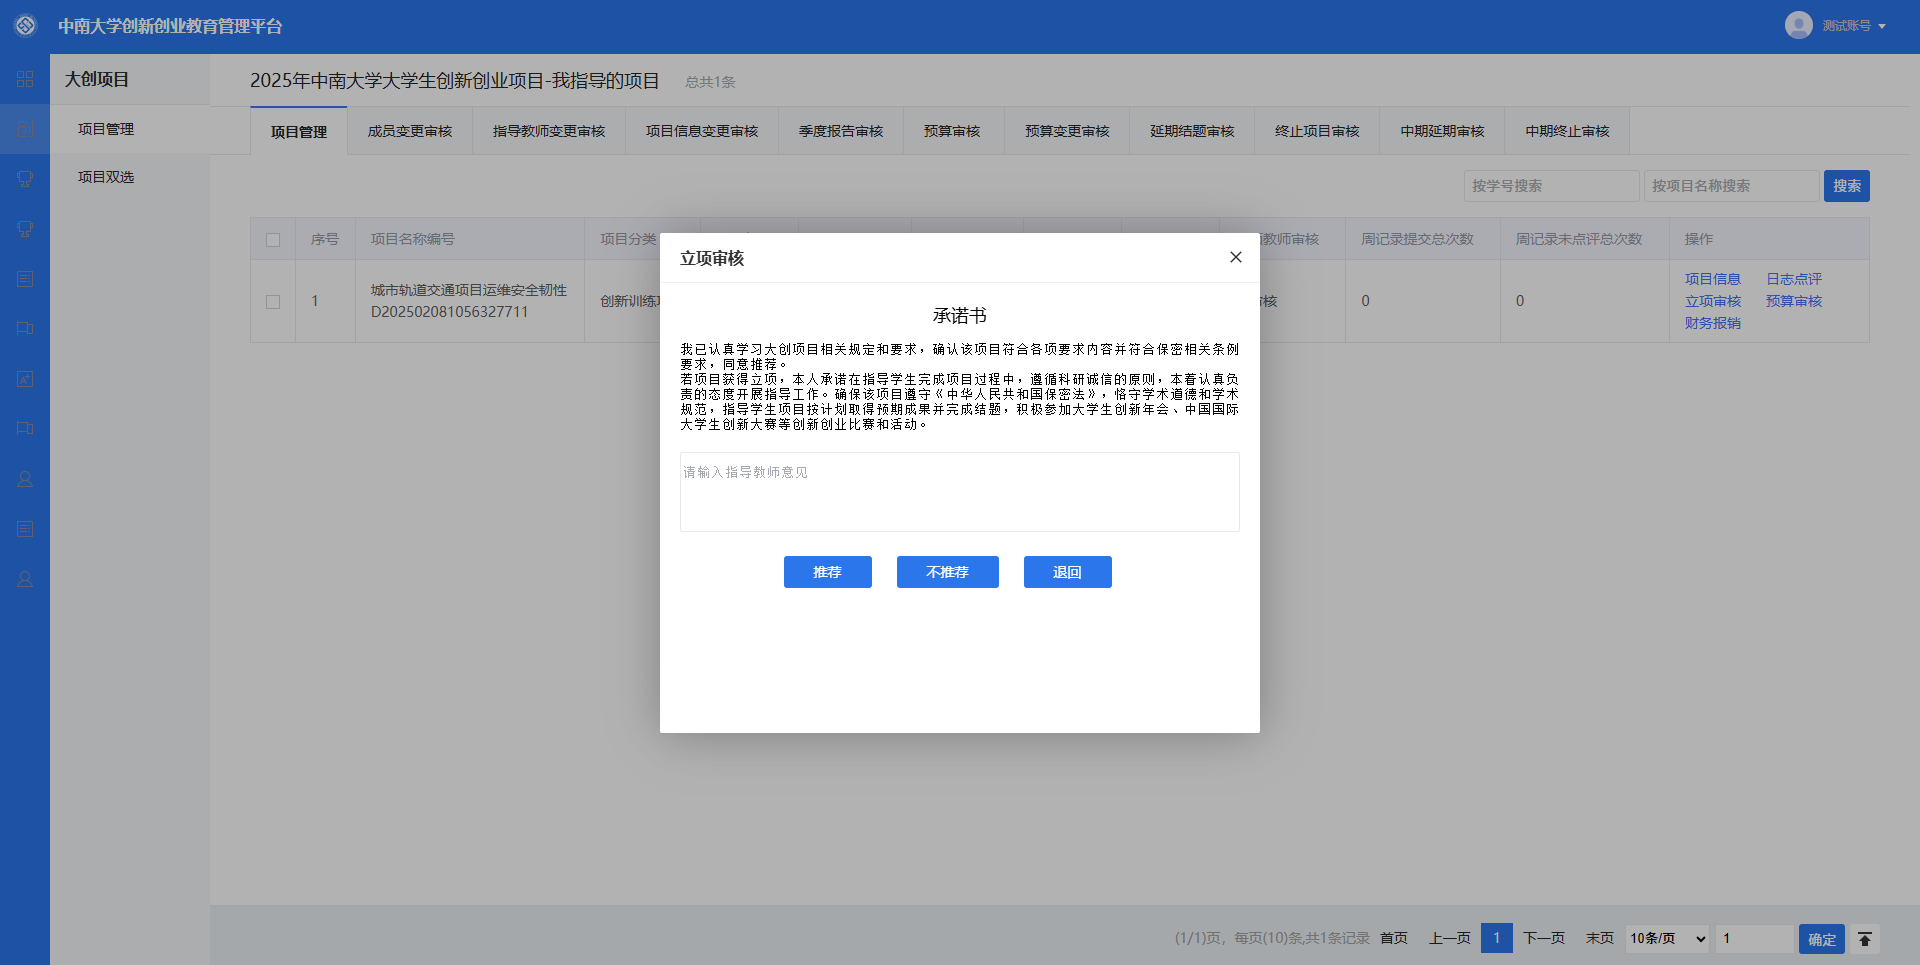 中南大学创新创业教育管理平台
测试账号
大创项目
项目管理
项目双选
2025年中南大学大学生创新创业项目-我指导的项目 总共1条
项目管理 成员变更审核 指导教师变更审核 项目信息变更审核 季度报告审核 预算审核 预算变更审核 延期结题审核 终止项目审核 中期延期审核 中期终止审核
按学号搜索 按项目名称搜索 搜索
序号 项目名称编号 项目分类 教师审核 周记录提交总次数 周记录未点评总次数 操作
1 城市轨道交通项目运维安全韧性 创新训练 核 0 0 项目信息 日志点评
D202502081056327711 立项审核 预算审核
财务报销
立项审核
承诺书
我已认真学习大创项目相关规定和要求，确认该项目符合各项要求内容并符合保密相关条例
要求，同意推荐。
若项目获得立项，本人承诺在指导学生完成项目过程中，遵循科研诚信的原则，本着认真负
责的态度开展指导工作。确保该项目遵守《中华人民共和国保密法》，恪守学术道德和学术
规范，指导学生项目按计划取得预期成果并完成结题，积极参加大学生创新年会、中国国际
大学生创新大赛等创新创业比赛和活动。
请输入指导教师意见
推荐 不推荐 退回
(1/1)页，每页(10)条,共1条记录 首页 上一页 1 下一页 末页 10条/页 1 确定